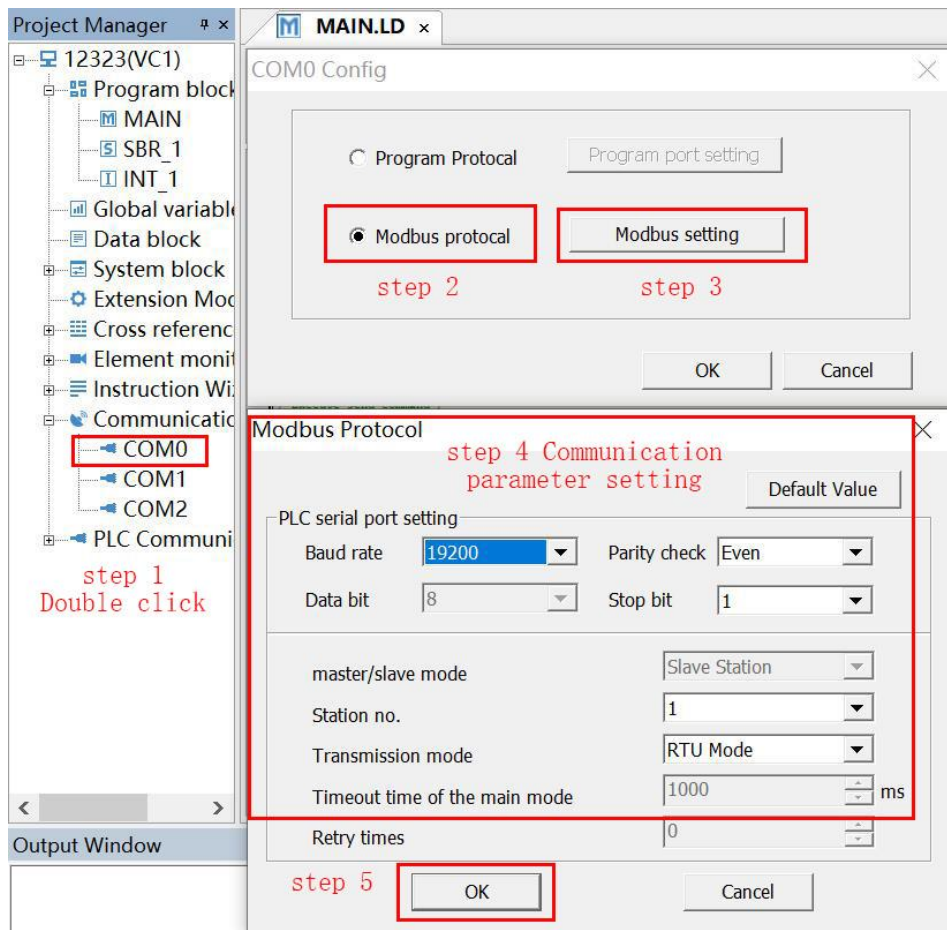 Project Manager
MAIN.LD
12323(VC1)
Program block
MAIN
SBR_1
INT_1
Global variable
Data block
System block
Extension Mod
Cross referenc
Element monit
Instruction Wi
Communicatic
COM0
COM1
COM2
PLC Communi
step 1
Double click
Output Window
COM0 Config
Program Protocal
Program port setting
Modbus protocal
Modbus setting
step 2
step 3
OK
Cancel
Modbus Protocol
step 4 Communication
parameter setting
Default Value
PLC serial port setting
Baud rate 19200
Parity check Even
Data bit 8
Stop bit 1
master/slave mode Slave Station
Station no. 1
Transmission mode RTU Mode
Timeout time of the main mode 1000 ms
Retry times 0
step 5
OK
Cancel